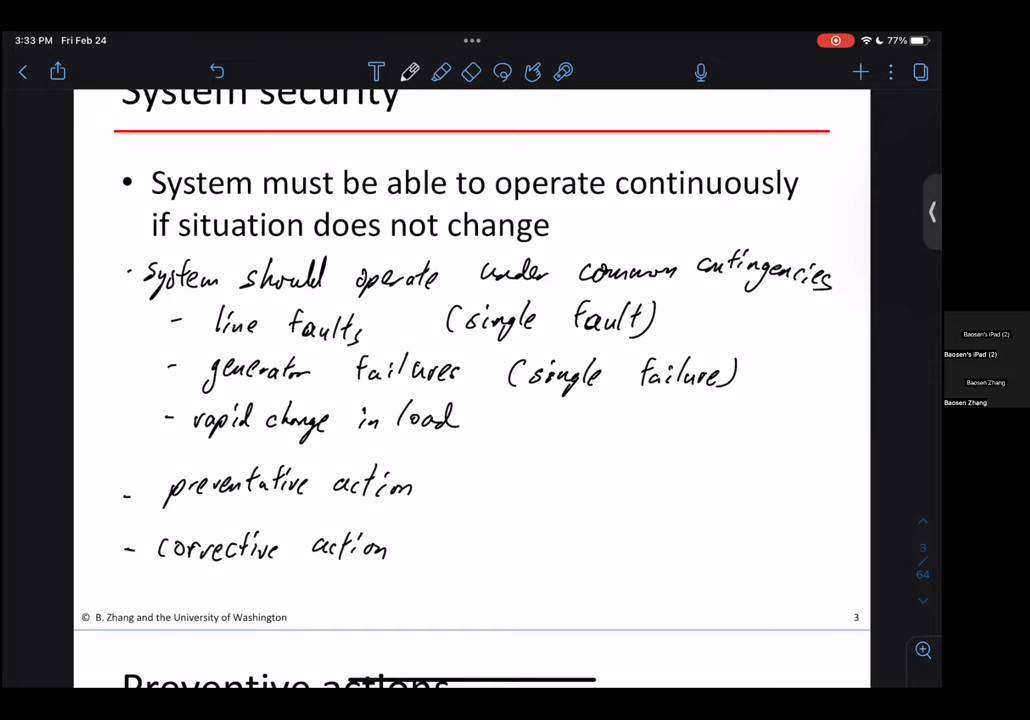 3:33 PM Fri Feb 24
77%
System security
• System must be able to operate continuously
if situation does not change
· System should operate under common contingencies
- line faults (single fault)
- generator failures (single failure)
- rapid change in load
- preventative action
- corrective action
© B. Zhang and the University of Washington 3
Preventive actions
3
/
64
Baosen's iPad (2)
Baosen's iPad (2)
Baosen Zhang
Baosen Zhang